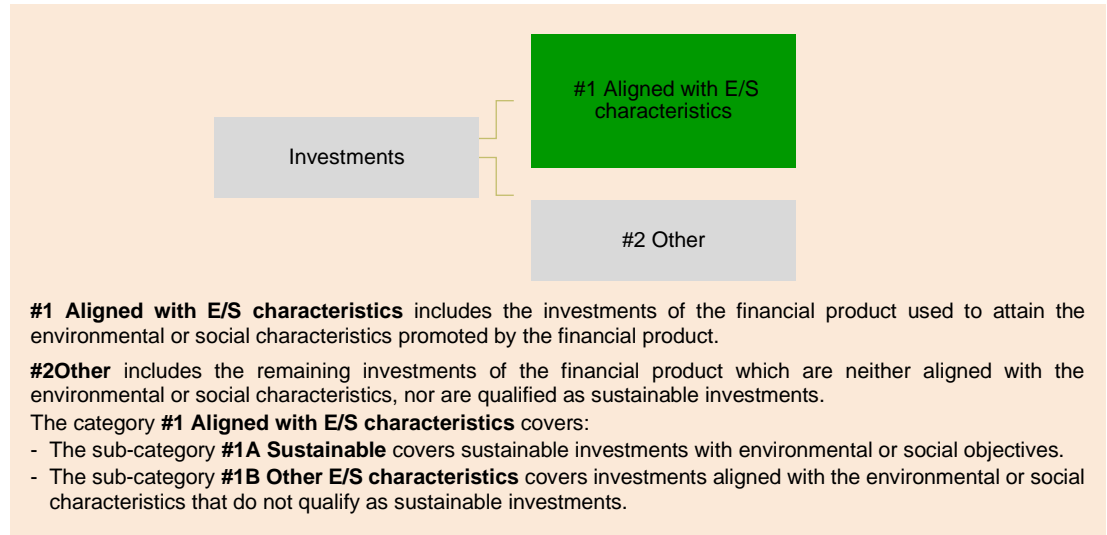 #1 Aligned with E/S
characteristics
Investments
#2 Other
#1 Aligned with E/S characteristics includes the investments of the financial product used to attain the
environmental or social characteristics promoted by the financial product.
#2Other includes the remaining investments of the financial product which are neither aligned with the
environmental or social characteristics, nor are qualified as sustainable investments.
The category #1 Aligned with E/S characteristics covers:
- The sub-category #1A Sustainable covers sustainable investments with environmental or social objectives.
- The sub-category #1B Other E/S characteristics covers investments aligned with the environmental or social
characteristics that do not qualify as sustainable investments.